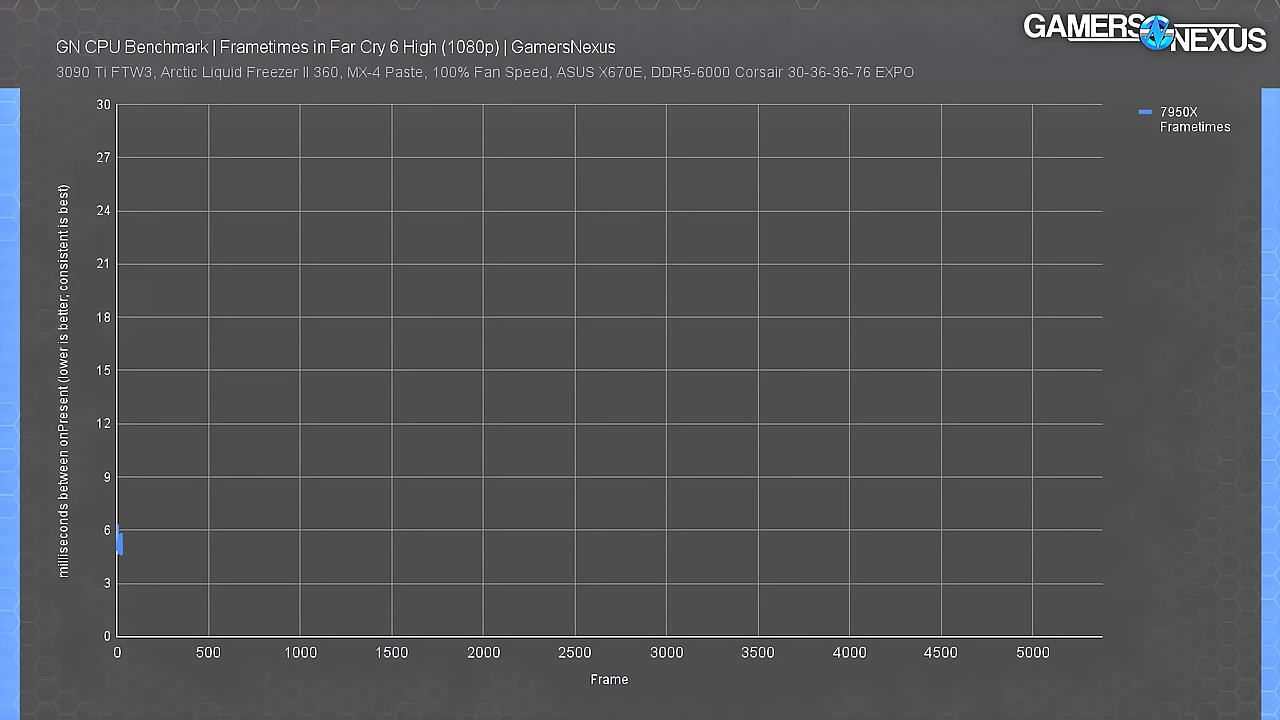 GAMERS NEXUS
GN CPU Benchmark | Frametimes in Far Cry 6 High (1080p) | GamersNexus
3090 Ti FTW3, Arctic Liquid Freezer II 360, MX-4 Paste, 100% Fan Speed, ASUS X670E, DDR5-6000 Corsair 30-36-36-76 EXPO
7950X
Frametimes
milliseconds between onPresent (lower is better; consistent is best)
30
27
24
21
18
15
12
9
6
3
0
0 500 1000 1500 2000 2500 3000 3500 4000 4500 5000
Frame